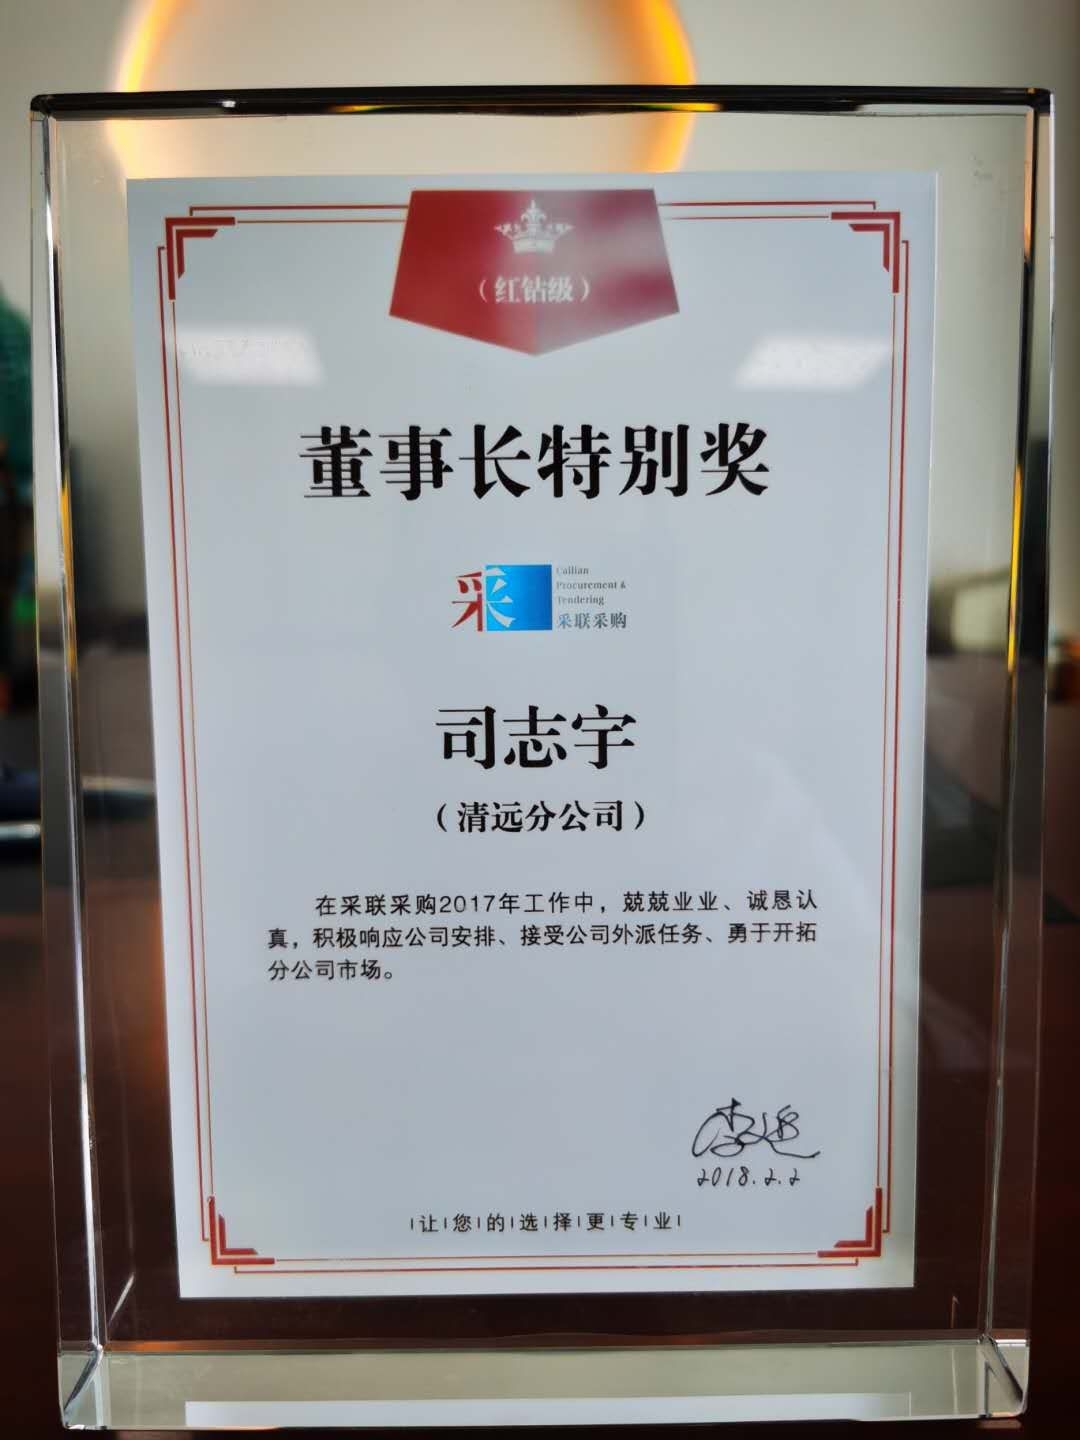 （红钻级）
董事长特别奖
采
Cailian
Procurement &
Tendering
采联采购
司志宇
（清远分公司）
在采联采购2017年工作中，兢兢业业、诚恳认
真，积极响应公司安排、接受公司外派任务、勇于开拓
分公司市场。
2018.2.2
让您的选择更专业